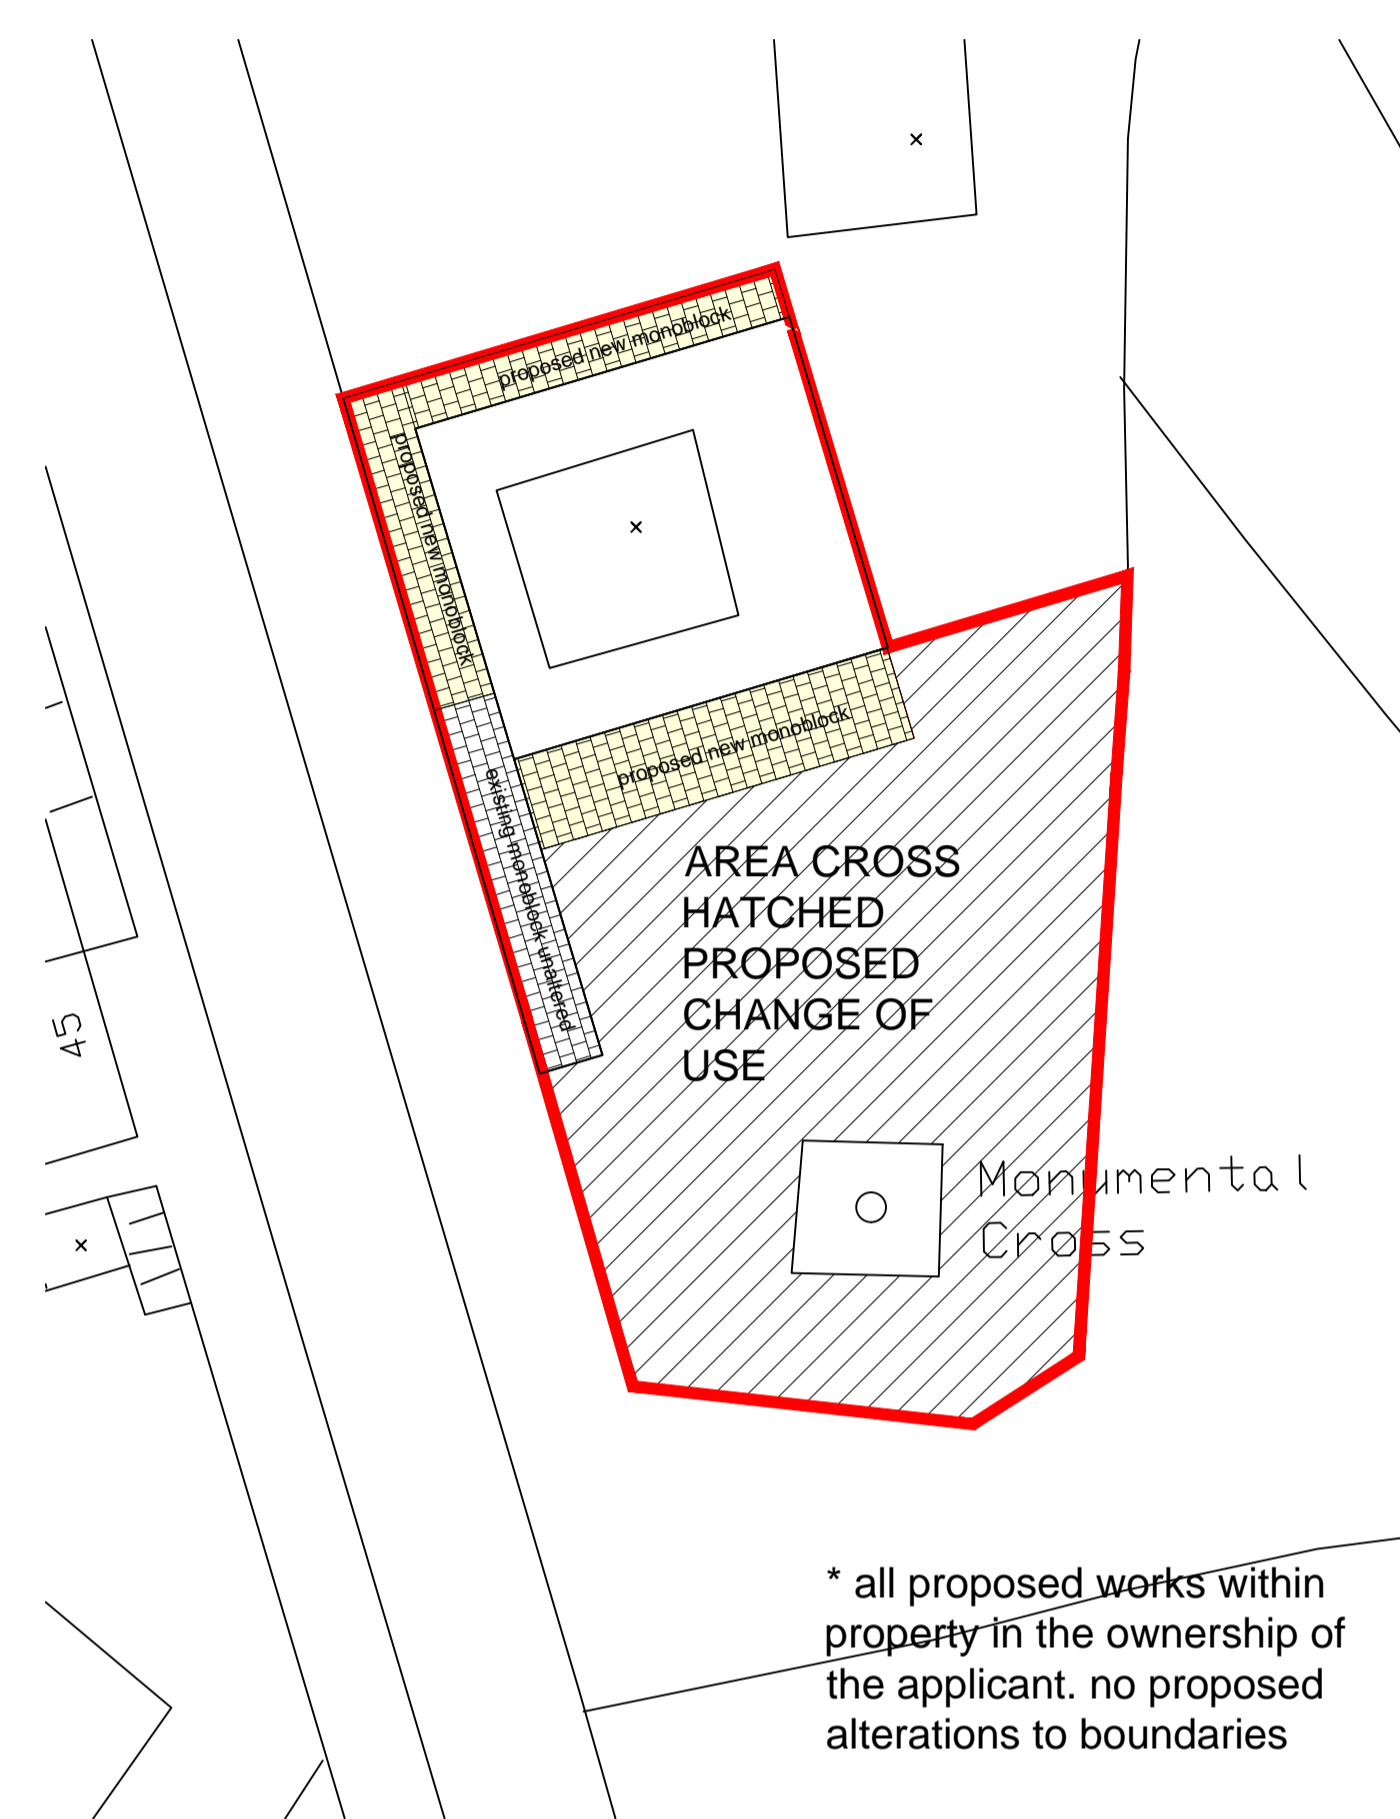 proposed new monoblock
proposed new monoblock
proposed new monoblock
existing monoblock unaltered
AREA CROSS
HATCHED
PROPOSED
CHANGE OF
USE
45
Monumental
Cross
* all proposed works within
property in the ownership of
the applicant. no proposed
alterations to boundaries